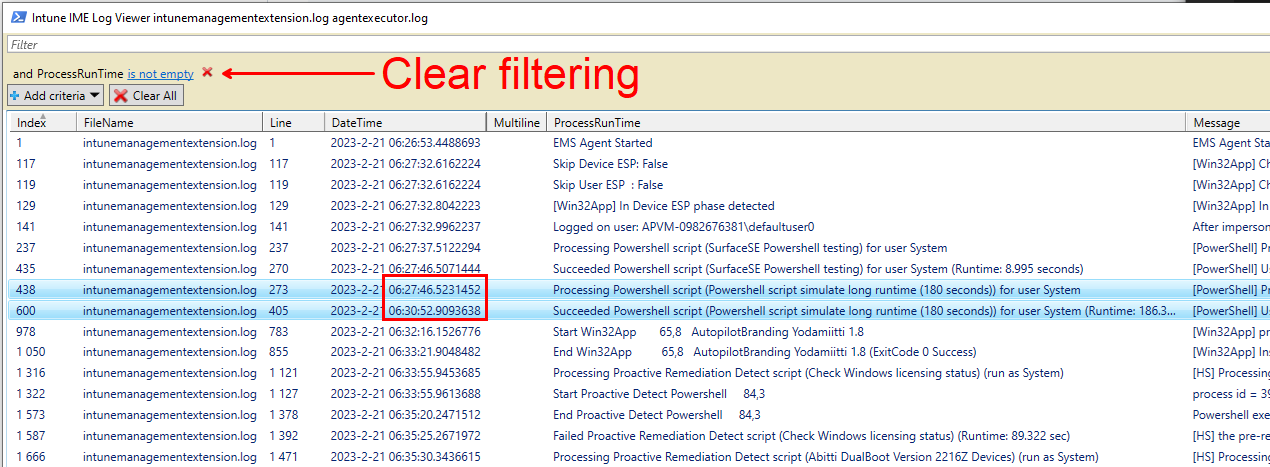 Intune IME Log Viewer intunemanagementextension.log agentexecutor.log
Filter
and ProcessRunTime is not empty Clear filtering
Add criteria Clear All
Index FileName Line DateTime Multiline ProcessRunTime Message
1 intunemanagementextension.log 1 2023-2-21 06:26:53.4488693 EMS Agent Started EMS Agent Sta
117 intunemanagementextension.log 117 2023-2-21 06:27:32.6162224 Skip Device ESP: False [Win32App] Ch
119 intunemanagementextension.log 119 2023-2-21 06:27:32.6162224 Skip User ESP : False [Win32App] Ch
129 intunemanagementextension.log 129 2023-2-21 06:27:32.8042223 [Win32App] In Device ESP phase detected [Win32App] In
141 intunemanagementextension.log 141 2023-2-21 06:27:32.9962237 Logged on user: APVM-0982676381\defaultuser0 After imperson
237 intunemanagementextension.log 237 2023-2-21 06:27:37.5122294 Processing Powershell script (SurfaceSE Powershell testing) for user System [PowerShell] Pr
435 intunemanagementextension.log 270 2023-2-21 06:27:46.5071444 Succeeded Powershell script (SurfaceSE Powershell testing) for user System (Runtime: 8.995 seconds) [PowerShell] Us
438 intunemanagementextension.log 273 2023-2-21 06:27:46.5231452 Processing Powershell script (Powershell script simulate long runtime (180 seconds)) for user System [PowerShell] Pr
600 intunemanagementextension.log 405 2023-2-21 06:30:52.9093638 Succeeded Powershell script (Powershell script simulate long runtime (180 seconds)) for user System (Runtime: 186.3... [PowerShell] Us
978 intunemanagementextension.log 783 2023-2-21 06:32:16.1526776 Start Win32App 65,8 AutopilotBranding Yodamiitti 1.8 [Win32App] pr
1 050 intunemanagementextension.log 855 2023-2-21 06:33:21.9048482 End Win32App 65,8 AutopilotBranding Yodamiitti 1.8 (ExitCode 0 Success) [Win32App] Ins
1 316 intunemanagementextension.log 1 121 2023-2-21 06:33:55.9453685 Processing Proactive Remediation Detect script (Check Windows licensing status) (run as System) [HS] Processing
1 322 intunemanagementextension.log 1 127 2023-2-21 06:33:55.9613688 Start Proactive Detect Powershell 84,3 process id = 39
1 573 intunemanagementextension.log 1 378 2023-2-21 06:35:20.2471512 End Proactive Detect Powershell 84,3 Powershell exe
1 587 intunemanagementextension.log 1 392 2023-2-21 06:35:25.2671972 Failed Proactive Remediation Detect script (Check Windows licensing status) (Runtime: 89.322 sec) [HS] the pre-re
1 666 intunemanagementextension.log 1 471 2023-2-21 06:35:30.3436615 Processing Proactive Remediation Detect script (Abitti DualBoot Version 2216Z Devices) (run as System) [HS] Processing